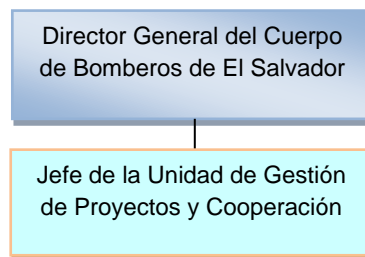 Director General del Cuerpo
de Bomberos de El Salvador
Jefe de la Unidad de Gestión
de Proyectos y Cooperación